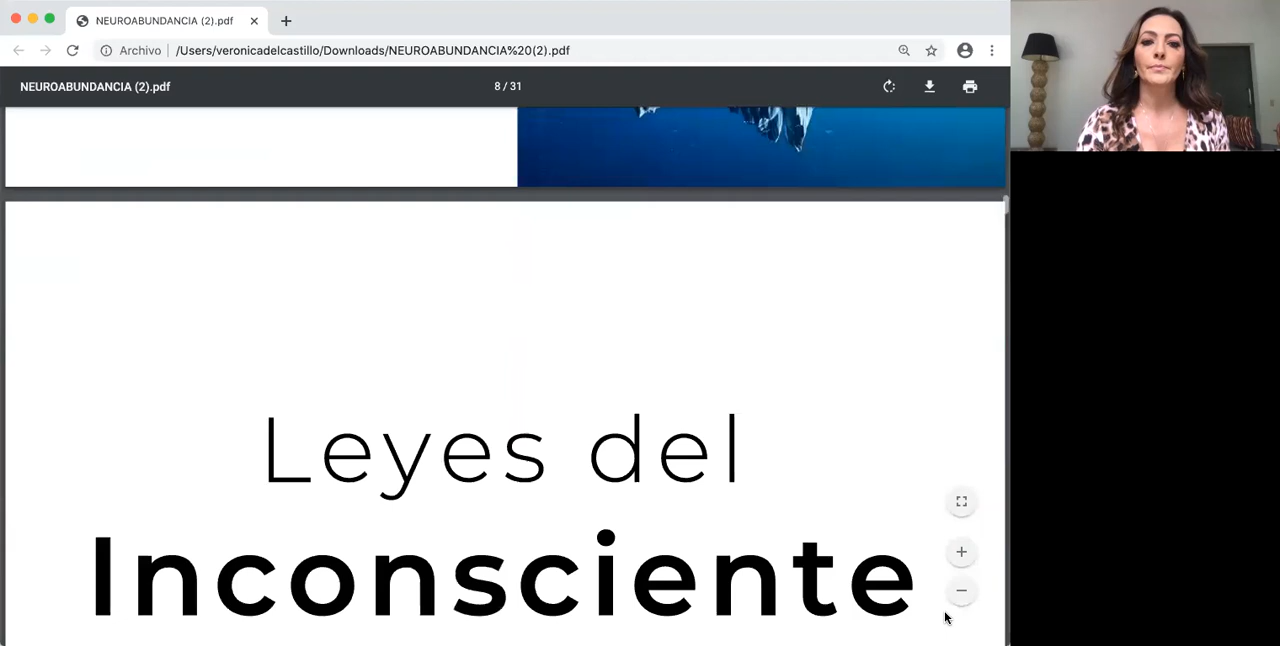 NEUROABUNDANCIA (2).pdf
Archivo /Users/veronicadelcastillo/Downloads/NEUROABUNDANCIA%20(2).pdf
NEUROABUNDANCIA (2).pdf 8 / 31
Leyes del
Inconsciente